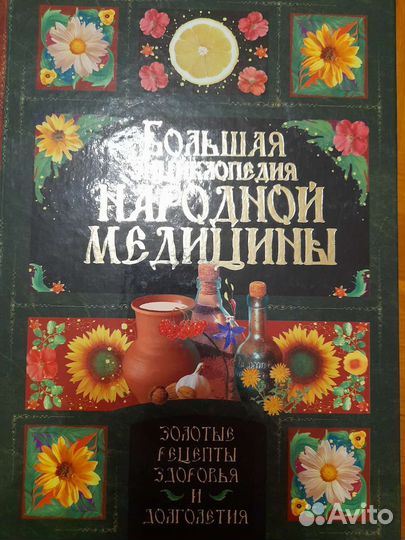 Большая
энциклопедия
народной
медицины
золотые
рецепты
здоровья
и
долголетия
Avito